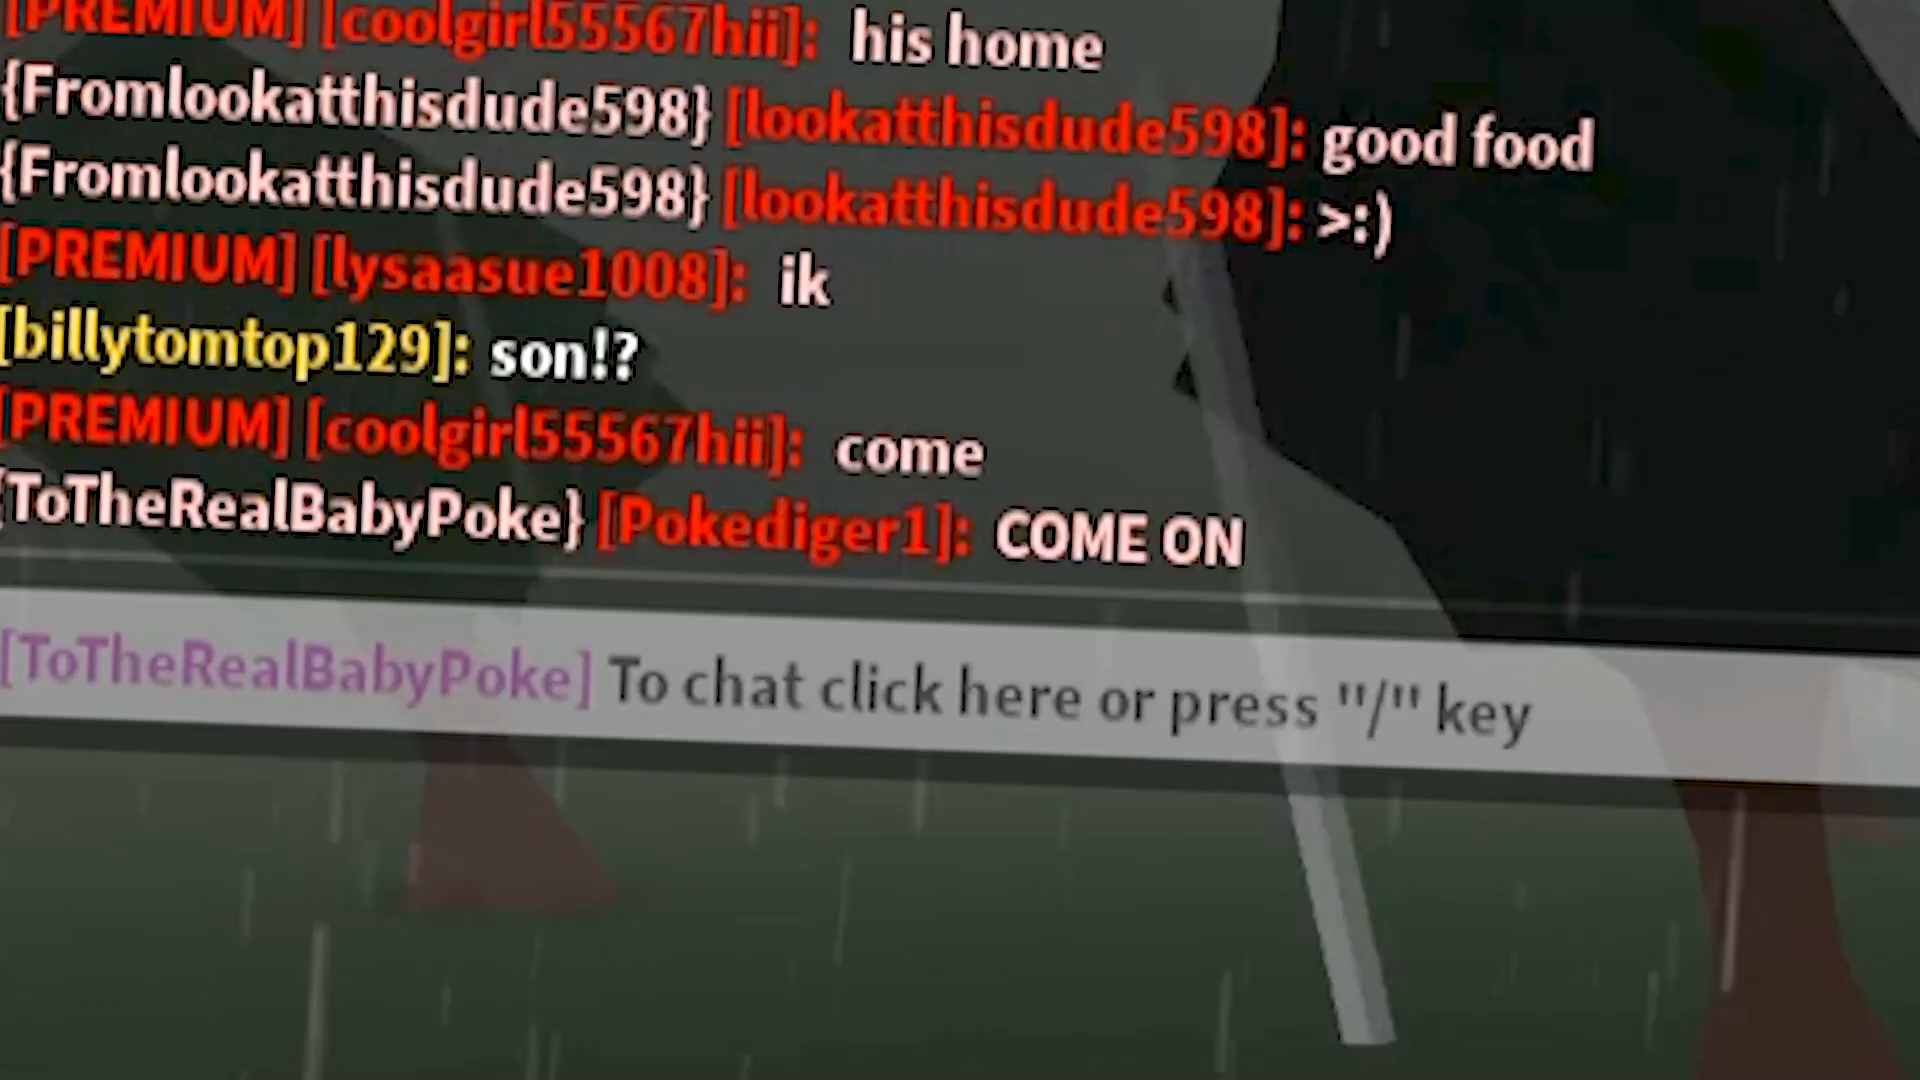 [PREMIUM] [coolgirl55567hii]: his home
{Fromlookatthisdude598} [lookatthisdude598]: good food
{Fromlookatthisdude598} [lookatthisdude598]: >:)
[PREMIUM] [lysaasue1008]: ik
[billytomtop129]: son!?
[PREMIUM] [coolgirl55567hii]: come
{ToTheRealBabyPoke} [Pokediger1]: COME ON
[ToTheRealBabyPoke] To chat click here or press "/" key